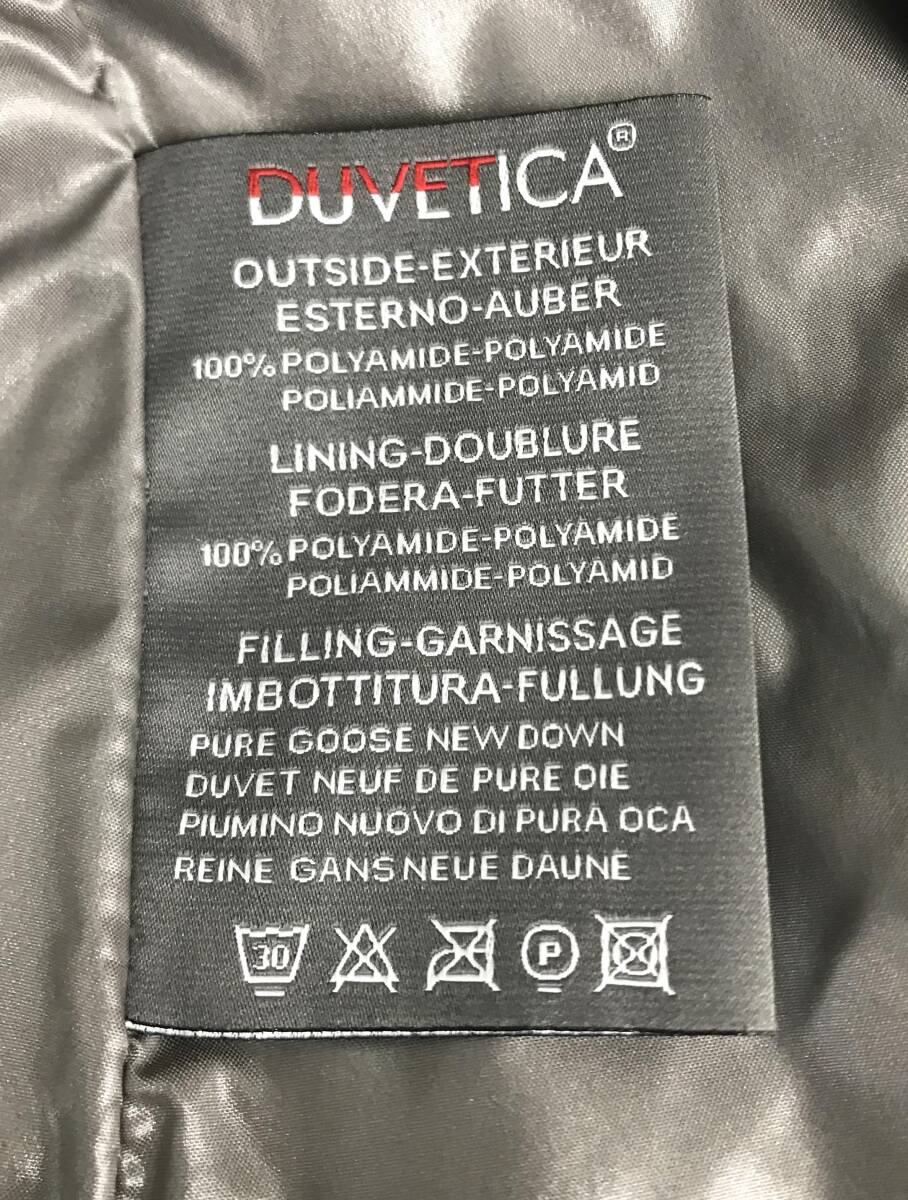 DUVETICA®
OUTSIDE-EXTERIEUR
ESTERNO-AUBER
100% POLYAMIDE-POLYAMIDE
POLIAMMIDE-POLYAMID
LINING-DOUBLURE
FODERA-FUTTER
100% POLYAMIDE-POLYAMIDE
POLIAMMIDE-POLYAMID
FILLING-GARNISSAGE
IMBOTTITURA-FULLUNG
PURE GOOSE NEW DOWN
DUVET NEUF DE PURE OIE
PIUMINO NUOVO DI PURA OCA
REINE GANS NEUE DAUNE
30 P